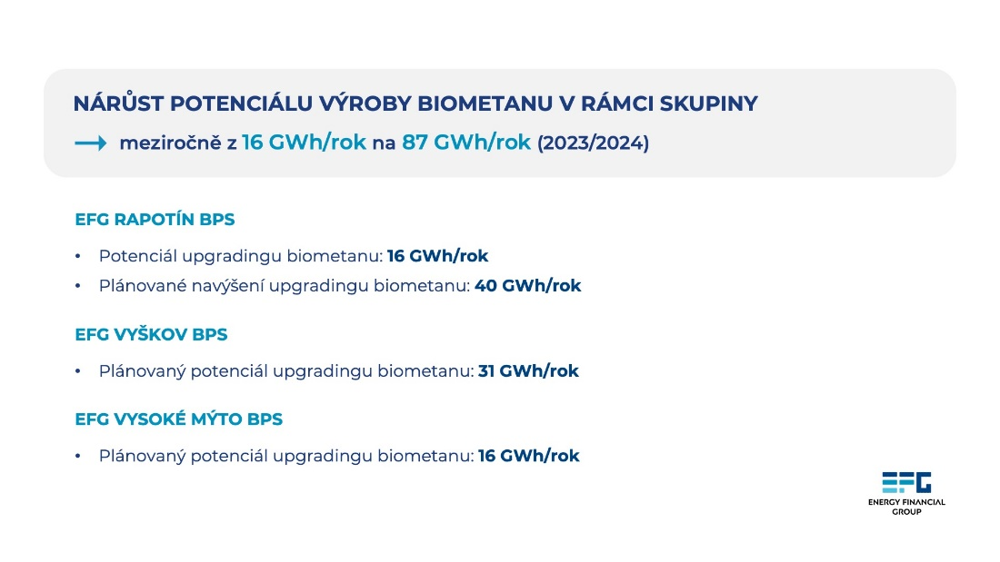 NÁRŮST POTENCIÁLU VÝROBY BIOMETANU V RÁMCI SKUPINY
→ meziročně z 16 GWh/rok na 87 GWh/rok (2023/2024)
EFG RAPOTÍN BPS
• Potenciál upgradingu biometanu: 16 GWh/rok
• Plánované navýšení upgradingu biometanu: 40 GWh/rok
EFG VYŠKOV BPS
• Plánovaný potenciál upgradingu biometanu: 31 GWh/rok
EFG VYSOKÉ MÝTO BPS
• Plánovaný potenciál upgradingu biometanu: 16 GWh/rok
EFG
ENERGY FINANCIAL
GROUP